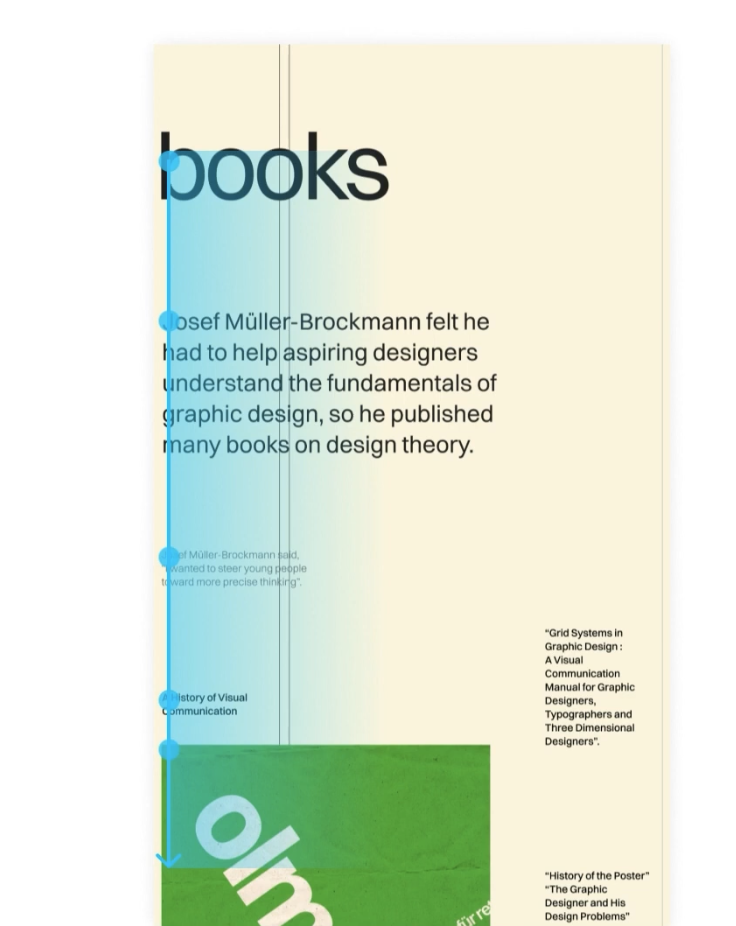 books
Josef Müller-Brockmann felt he
had to help aspiring designers
understand the fundamentals of
graphic design, so he published
many books on design theory.
Josef Müller-Brockmann said,
“I wanted to steer young people
toward more precise thinking”.
“Grid Systems in
Graphic Design :
A Visual
Communication
Manual for Graphic
Designers,
Typographers and
Three Dimensional
Designers”.
A History of Visual
Communication
olm
für
“History of the Poster”
“The Graphic
Designer and His
Design Problems”